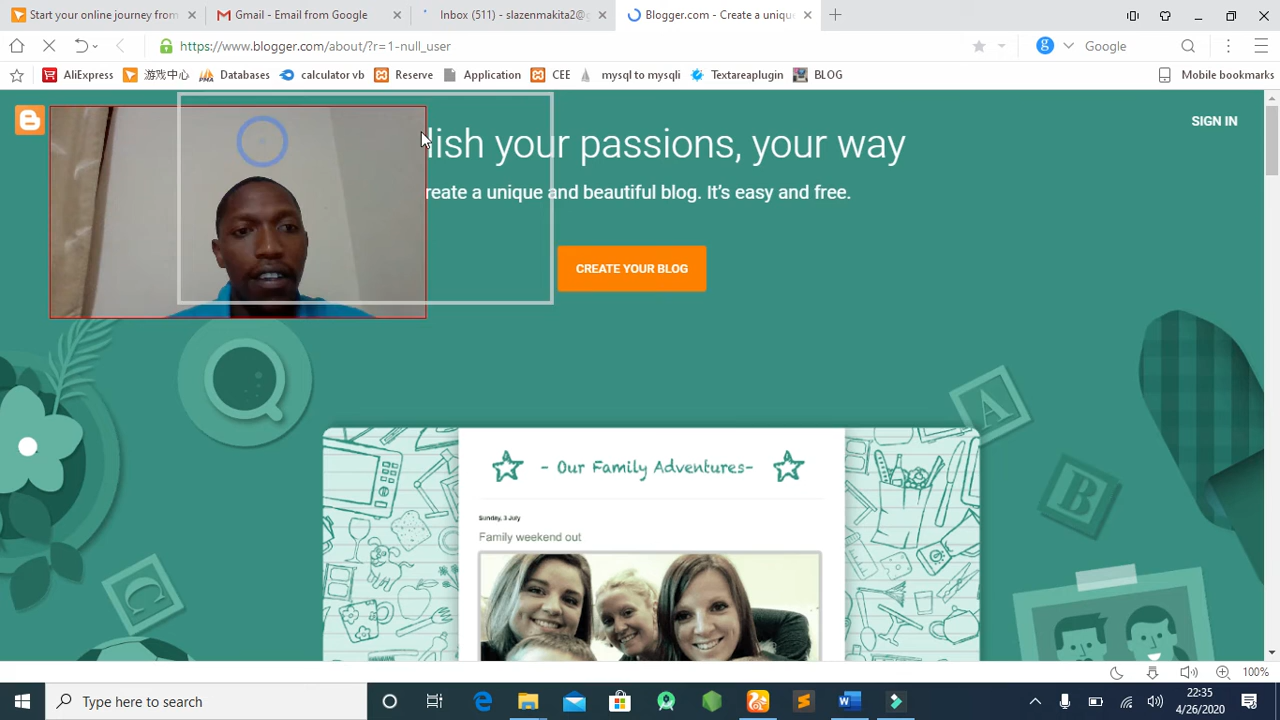 Start your online journey from
Gmail - Email from Google
Inbox (511) - slazenmakita2@g
Blogger.com - Create a unique
https://www.blogger.com/about/?r=1-null_user
Google
AliExpress
游戏中心
Databases
calculator vb
Reserve
Application
CEE
mysql to mysqli
Textareaplugin
BLOG
Mobile bookmarks
SIGN IN
lish your passions, your way
reate a unique and beautiful blog. It's easy and free.
CREATE YOUR BLOG
A
B
C
- Our Family Adventures-
Sunday, 3 July
Family weekend out
100%
Type here to search
22:35
4/26/2020